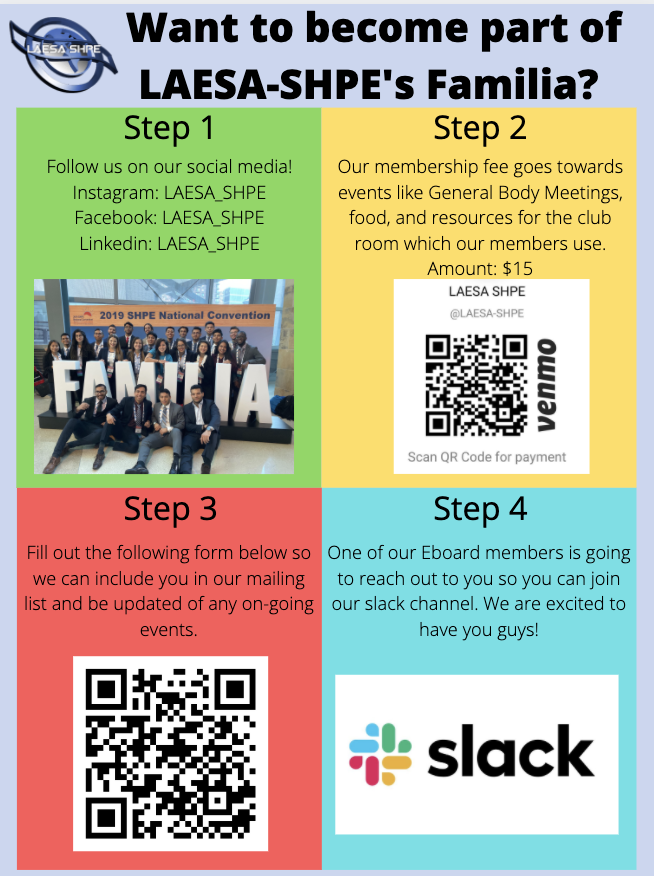 LAESA SHPE
Want to become part of
LAESA-SHPE's Familia?
Step 1
Follow us on our social media!
Instagram: LAESA_SHPE
Facebook: LAESA_SHPE
Linkedin: LAESA_SHPE
2019 SHPE National Convention
FAMILIA
Step 2
Our membership fee goes towards
events like General Body Meetings,
food, and resources for the club
room which our members use.
Amount: $15
LAESA SHPE
@LAESA-SHPE
venmo
Scan QR Code for payment
Step 3
Fill out the following form below so
we can include you in our mailing
list and be updated of any on-going
events.
Step 4
One of our Eboard members is going
to reach out to you so you can join
our slack channel. We are excited to
have you guys!
slack